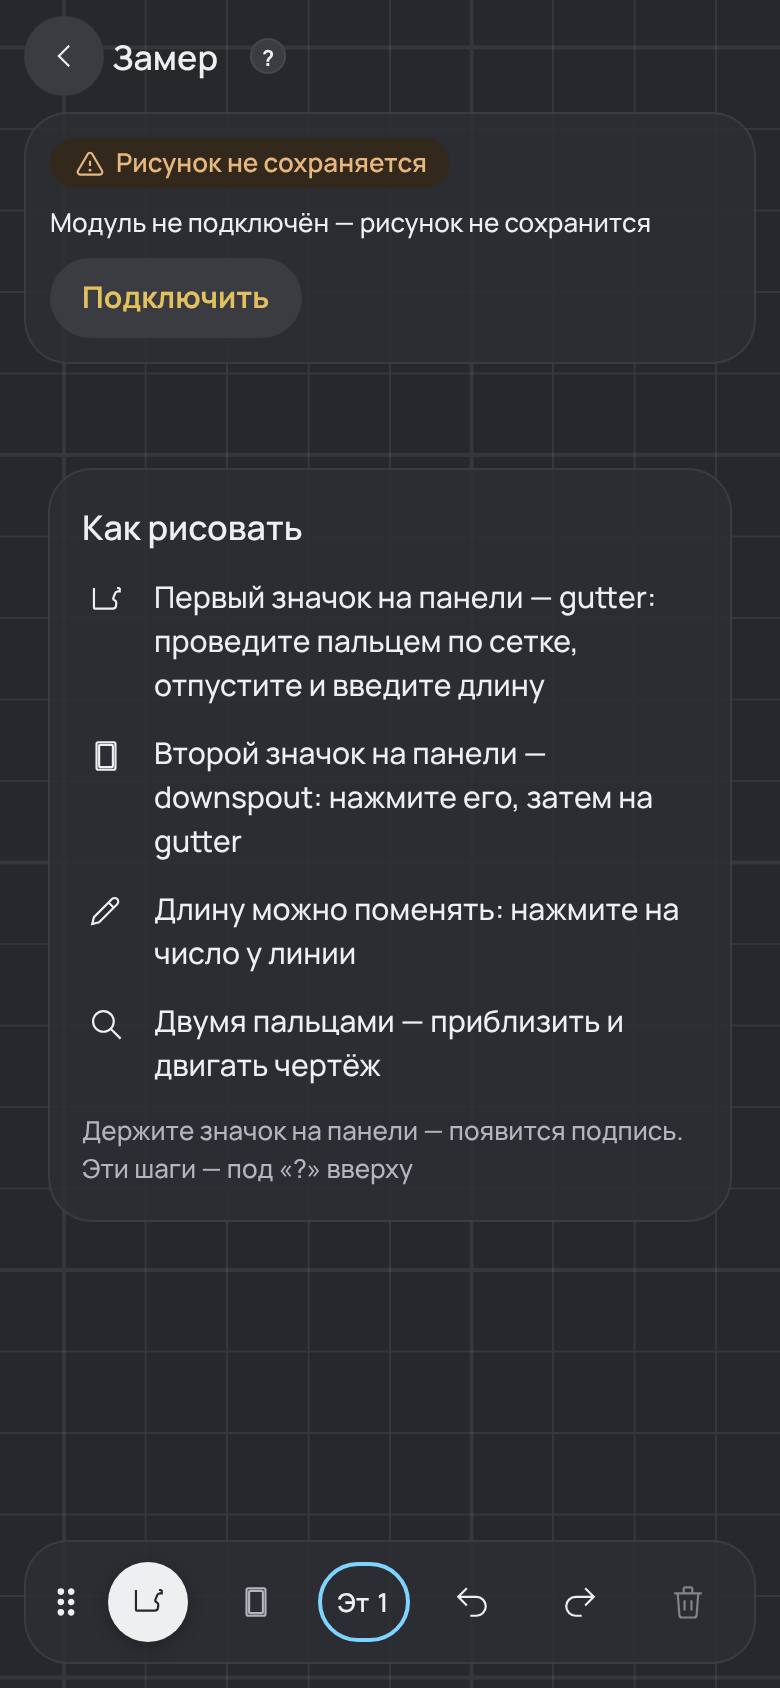 Замер
?
Рисунок не сохраняется
Модуль не подключён — рисунок не сохранится
Подключить
Как рисовать
Первый значок на панели — gutter:
проведите пальцем по сетке,
отпустите и введите длину
Второй значок на панели —
downspout: нажмите его, затем на
gutter
Длину можно поменять: нажмите на
число у линии
Двумя пальцами — приблизить и
двигать чертёж
Держите значок на панели — появится подпись.
Эти шаги — под «?» вверху
Эт 1